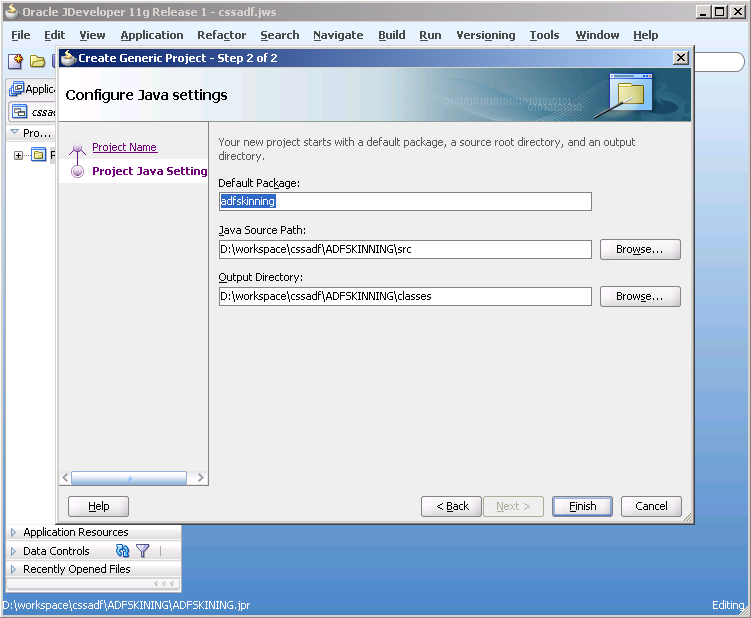 Oracle JDeveloper 11g Release 1 - cssadf.jws
File Edit View Application Refactor Search Navigate Build Run Versioning Tools Window Help
Create Generic Project - Step 2 of 2
Configure Java settings
Applic
cssa
Pro...
Project Name
Project Java Setting
Your new project starts with a default package, a source root directory, and an output
directory.
Default Package:
adfskinning
Java Source Path:
D:\workspace\cssadf\ADFSKINNING\src
Browse...
Output Directory:
D:\workspace\cssadf\ADFSKINNING\classes
Browse...
Help
< Back
Next >
Finish
Cancel
Application Resources
Data Controls
Recently Opened Files
D:\workspace\cssadf\ADFSKINING\ADFSKINING.jpr
Editing